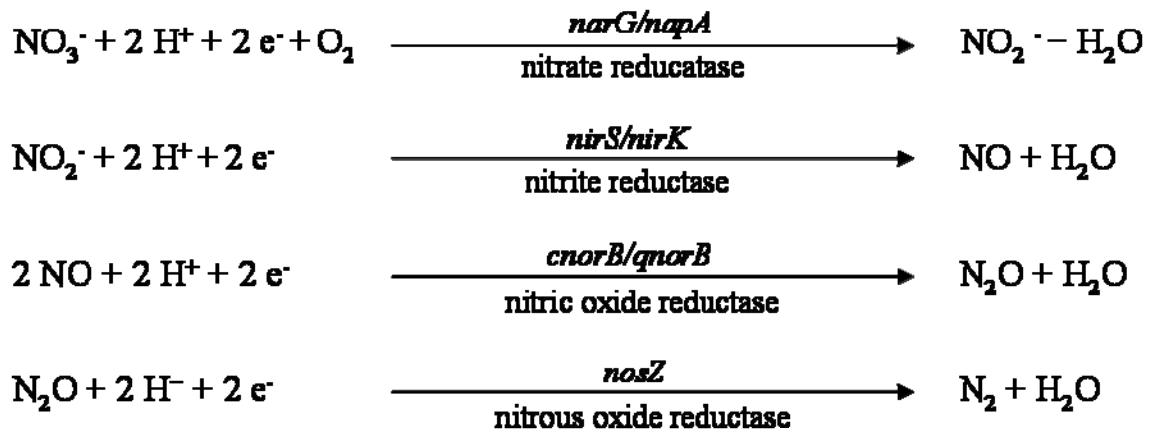 NO₃⁻ + 2 H⁺ + 2 e⁻ + O₂ narG/napA NO₂ ⁻ − H₂O
nitrate reducatase
NO₂⁻ + 2 H⁺ + 2 e⁻ nirS/nirK NO + H₂O
nitrite reductase
2 NO + 2 H⁺ + 2 e⁻ cnorB/qnorB N₂O + H₂O
nitric oxide reductase
N₂O + 2 H⁻ + 2 e⁻ nosZ N₂ + H₂O
nitrous oxide reductase